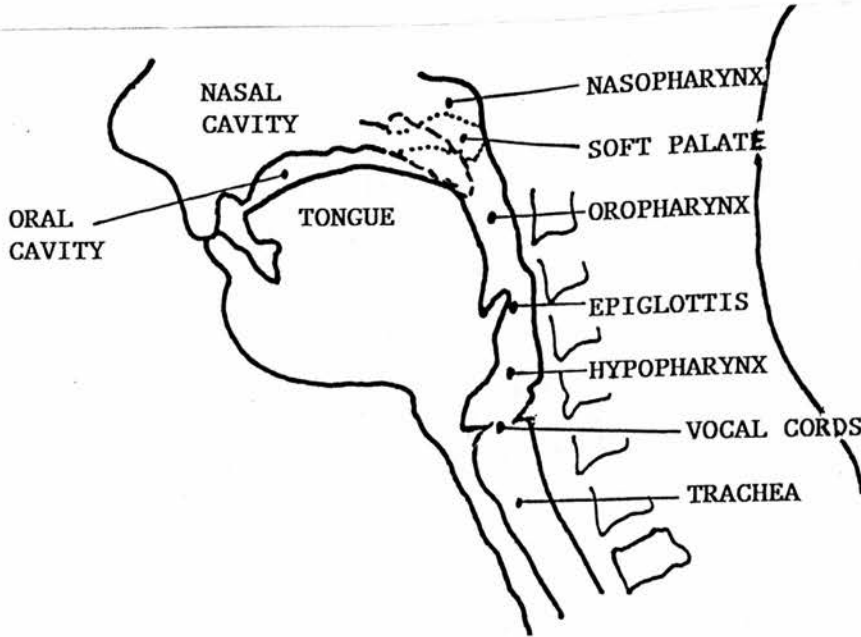 NASAL
CAVITY
NASOPHARYNX
SOFT PALATE
ORAL
CAVITY
TONGUE
OROPHARYNX
EPIGLOTTIS
HYPOPHARYNX
VOCAL CORDS
TRACHEA